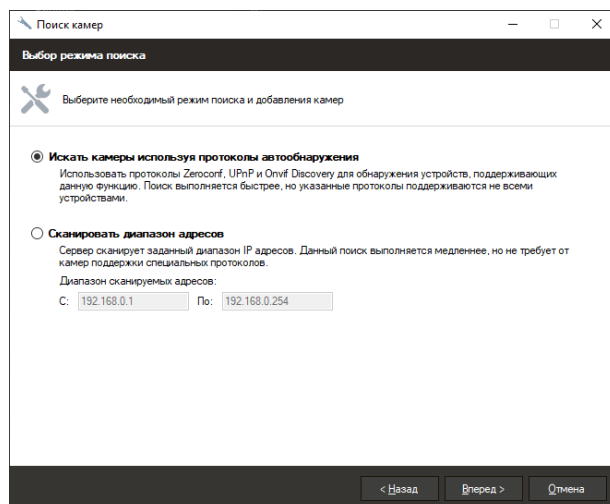 Поиск камер
Выбор режима поиска
Выберите необходимый режим поиска и добавления камер
Искать камеры используя протоколы автообнаружения
Использовать протоколы Zeroconf, UPnP и Onvif Discovery для обнаружения устройств, поддерживающих
данную функцию. Поиск выполняется быстрее, но указанные протоколы поддерживаются не всеми
устройствами.
Сканировать диапазон адресов
Сервер сканирует заданный диапазон IP адресов. Данный поиск выполняется медленнее, но не требует от
камер поддержки специальных протоколов.
Диапазон сканируемых адресов:
С: 192.168.0.1 По: 192.168.0.254
< Назад Вперед > Отмена